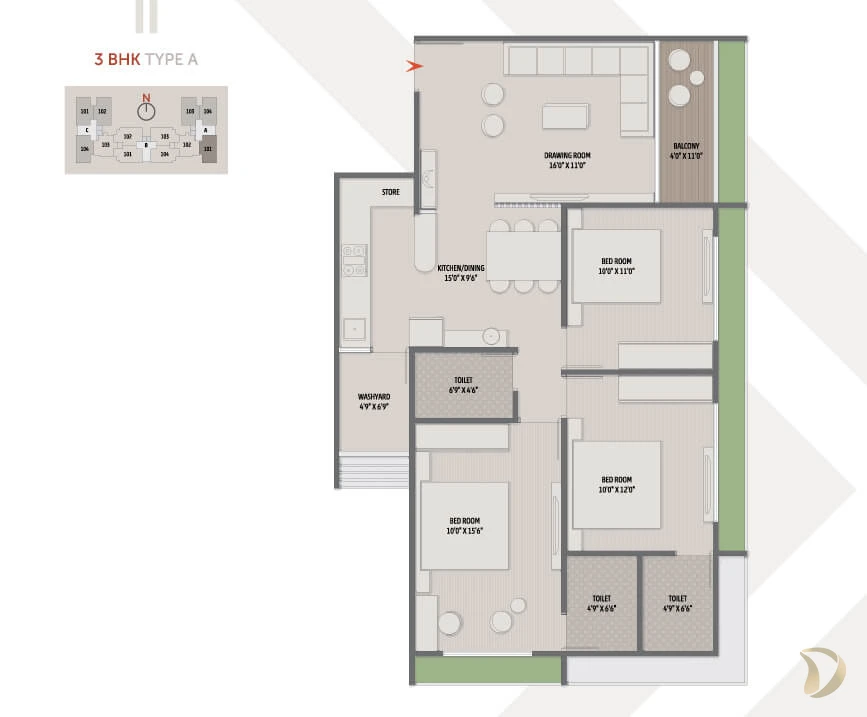 3 BHK TYPE A
N
101 102
103 104
C
A
102
103
104
103
B
102
101
101
104
STORE
DRAWING ROOM
16'0" X 11'0"
BALCONY
4'0" X 11'0"
KITCHEN/DINING
15'0" X 9'6"
BED ROOM
10'0" X 11'0"
TOILET
6'9" X 4'6"
WASHYARD
4'9" X 6'9"
BED ROOM
10'0" X 12'0"
BED ROOM
10'0" X 15'6"
TOILET
4'9" X 6'6"
TOILET
4'9" X 6'6"